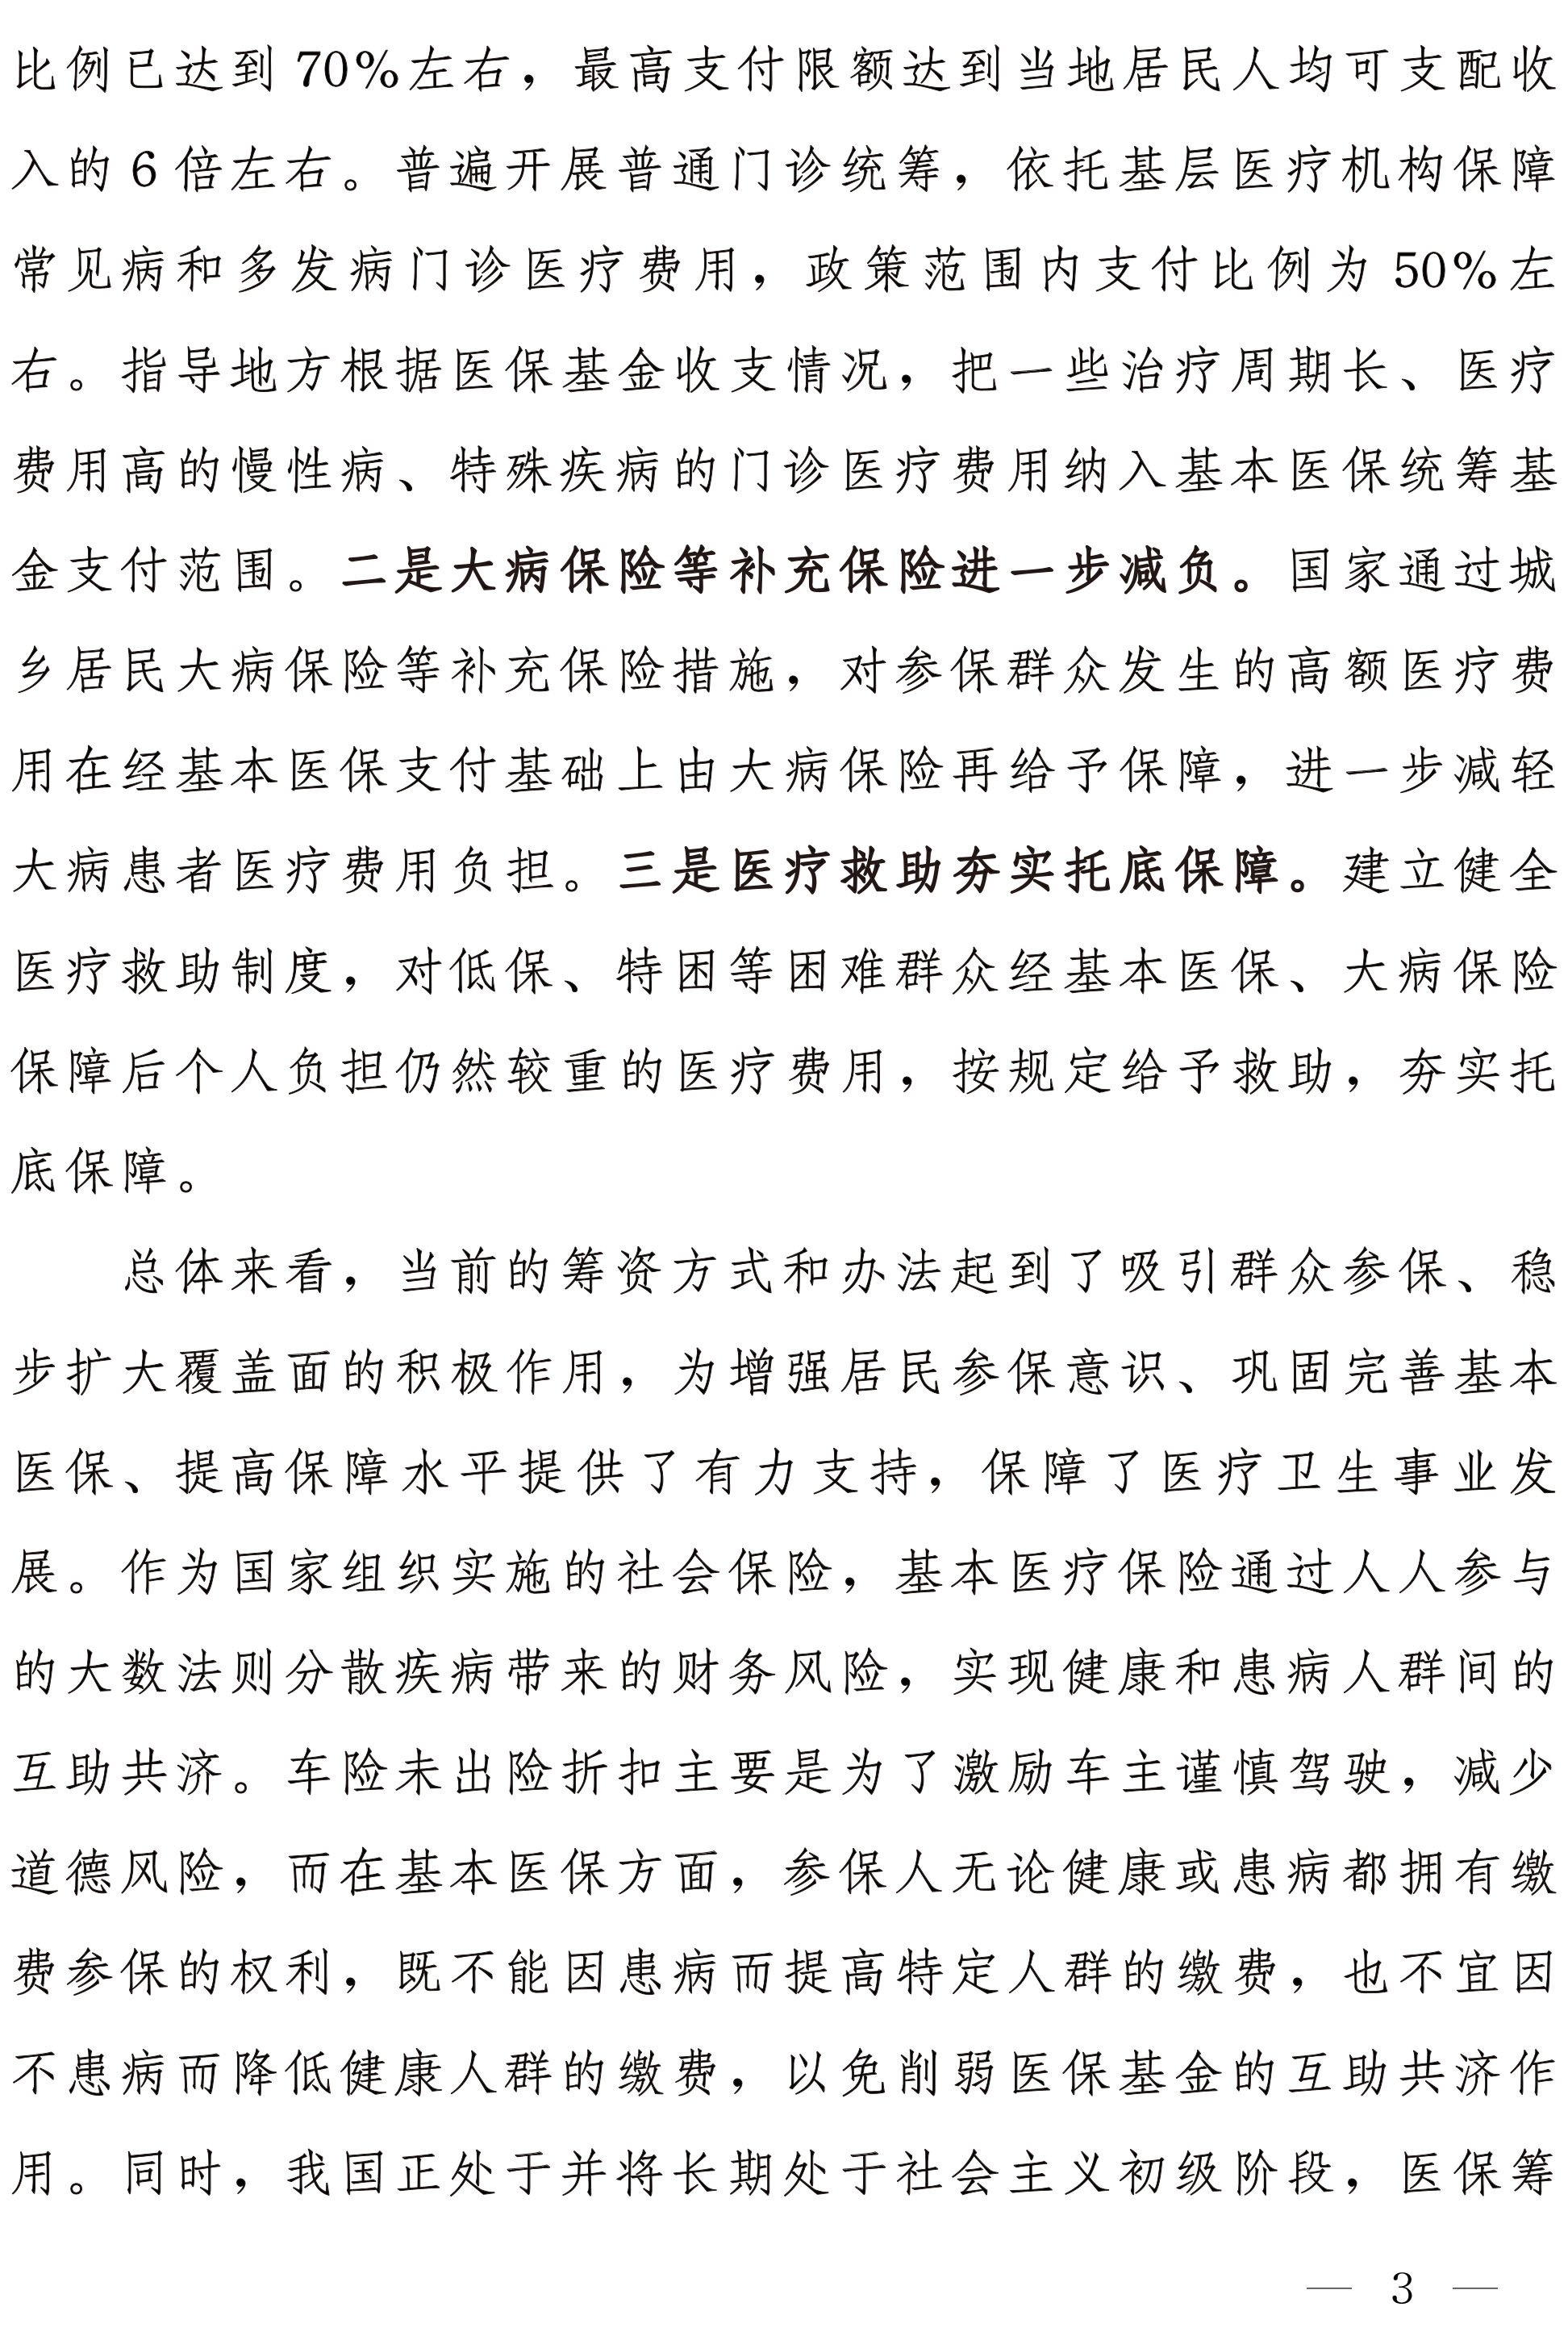 比例已达到 70%左右，最高支付限额达到当地居民人均可支配收
入的 6 倍左右。普遍开展普通门诊统筹，依托基层医疗机构保障
常见病和多发病门诊医疗费用，政策范围内支付比例为 50%左
右。指导地方根据医保基金收支情况，把一些治疗周期长、医疗
费用高的慢性病、特殊疾病的门诊医疗费用纳入基本医保统筹基
金支付范围。二是大病保险等补充保险进一步减负。国家通过城
乡居民大病保险等补充保险措施，对参保群众发生的高额医疗费
用在经基本医保支付基础上由大病保险再给予保障，进一步减轻
大病患者医疗费用负担。三是医疗救助夯实托底保障。建立健全
医疗救助制度，对低保、特困等困难群众经基本医保、大病保险
保障后个人负担仍然较重的医疗费用，按规定给予救助，夯实托
底保障。
总体来看，当前的筹资方式和办法起到了吸引群众参保、稳
步扩大覆盖面的积极作用，为增强居民参保意识、巩固完善基本
医保、提高保障水平提供了有力支持，保障了医疗卫生事业发
展。作为国家组织实施的社会保险，基本医疗保险通过人人参与
的大数法则分散疾病带来的财务风险，实现健康和患病人群间的
互助共济。车险未出险折扣主要是为了激励车主谨慎驾驶，减少
道德风险，而在基本医保方面，参保人无论健康或患病都拥有缴
费参保的权利，既不能因患病而提高特定人群的缴费，也不宜因
不患病而降低健康人群的缴费，以免削弱医保基金的互助共济作
用。同时，我国正处于并将长期处于社会主义初级阶段，医保筹
— 3 —